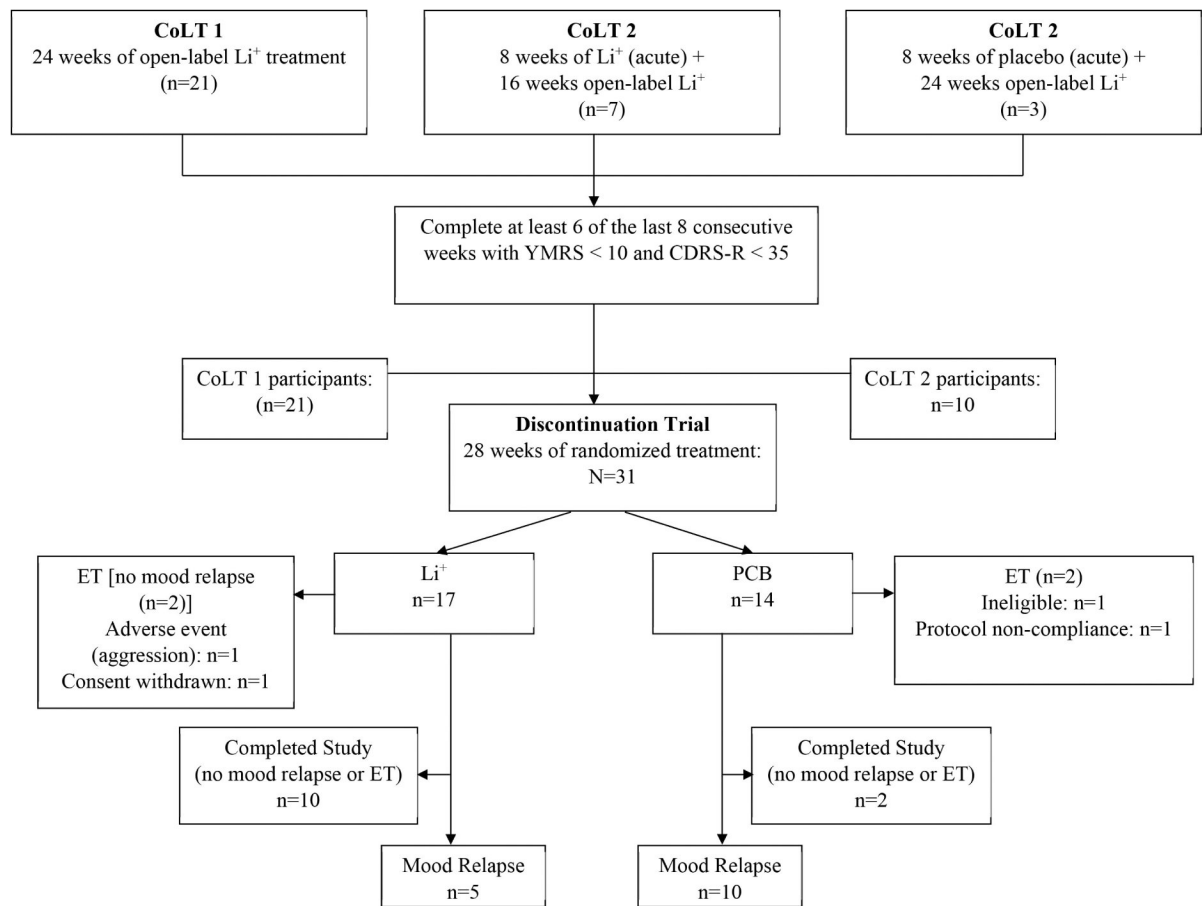 CoLT 1
24 weeks of open-label Li⁺ treatment
(n=21)
CoLT 2
8 weeks of Li⁺ (acute) +
16 weeks open-label Li⁺
(n=7)
CoLT 2
8 weeks of placebo (acute) +
24 weeks open-label Li⁺
(n=3)
Complete at least 6 of the last 8 consecutive
weeks with YMRS < 10 and CDRS-R < 35
CoLT 1 participants:
(n=21)
CoLT 2 participants:
n=10
Discontinuation Trial
28 weeks of randomized treatment:
N=31
ET [no mood relapse
(n=2)]
Adverse event
(aggression): n=1
Consent withdrawn: n=1
Li⁺
n=17
PCB
n=14
ET (n=2)
Ineligible: n=1
Protocol non-compliance: n=1
Completed Study
(no mood relapse or ET)
n=10
Completed Study
(no mood relapse or ET)
n=2
Mood Relapse
n=5
Mood Relapse
n=10